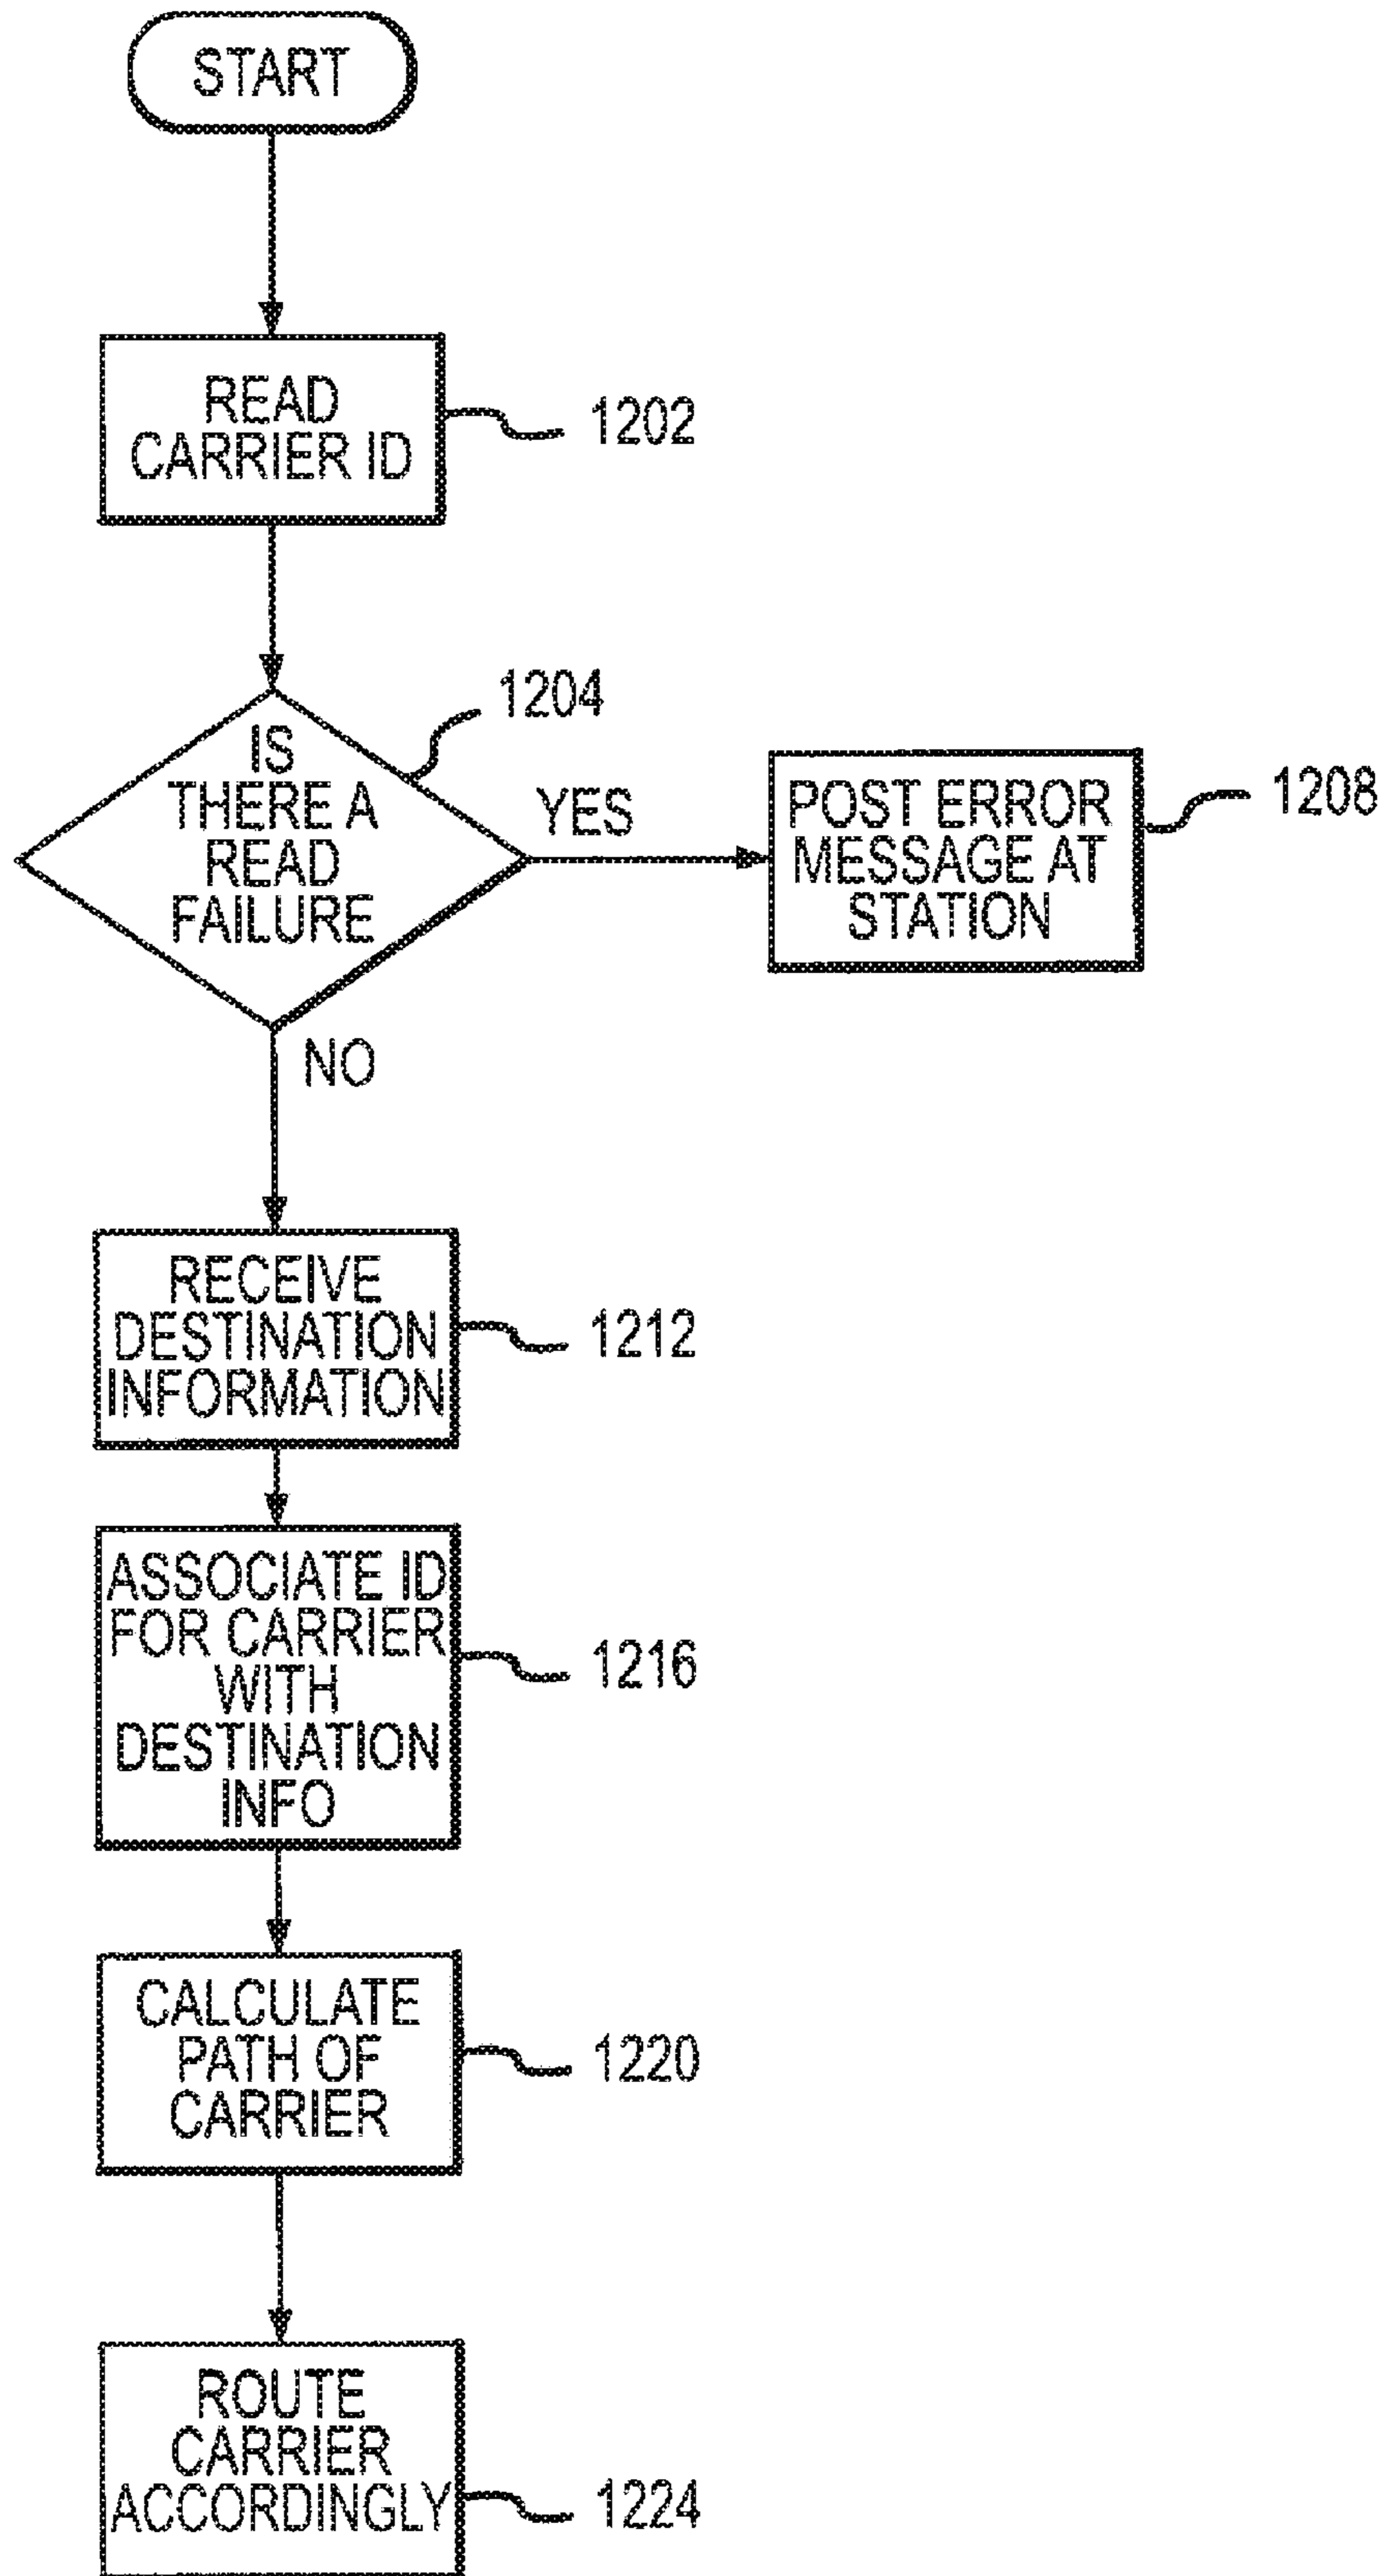 START
READ
CARRIER ID
1202
1204
IS
THERE A
READ
FAILURE
YES
POST ERROR
MESSAGE AT
STATION
1208
NO
RECEIVE
DESTINATION
INFORMATION
1212
ASSOCIATE ID
FOR CARRIER
WITH
DESTINATION
INFO
1216
CALCULATE
PATH OF
CARRIER
1220
ROUTE
CARRIER
ACCORDINGLY
1224